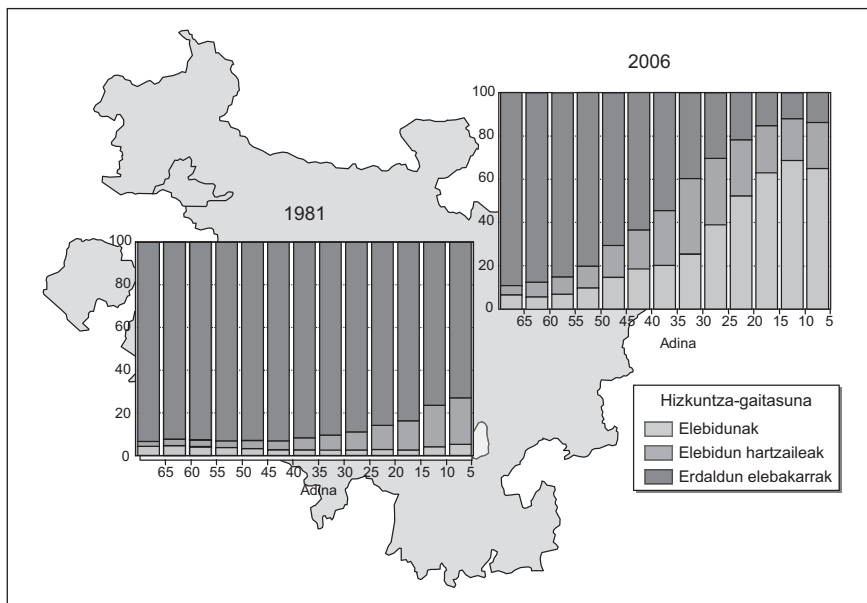 2006
100
80
60
40
20
0
65 60 55 50 45 40 35 30 25 20 15 10 5
Adina
1981
100
80
60
40
20
0
65 60 55 50 45 40 35 30 25 20 15 10 5
Adina
Hizkuntza-gaitasuna
Elebidunak
Elebidun hartzaileak
Erdaldun elebakarrak